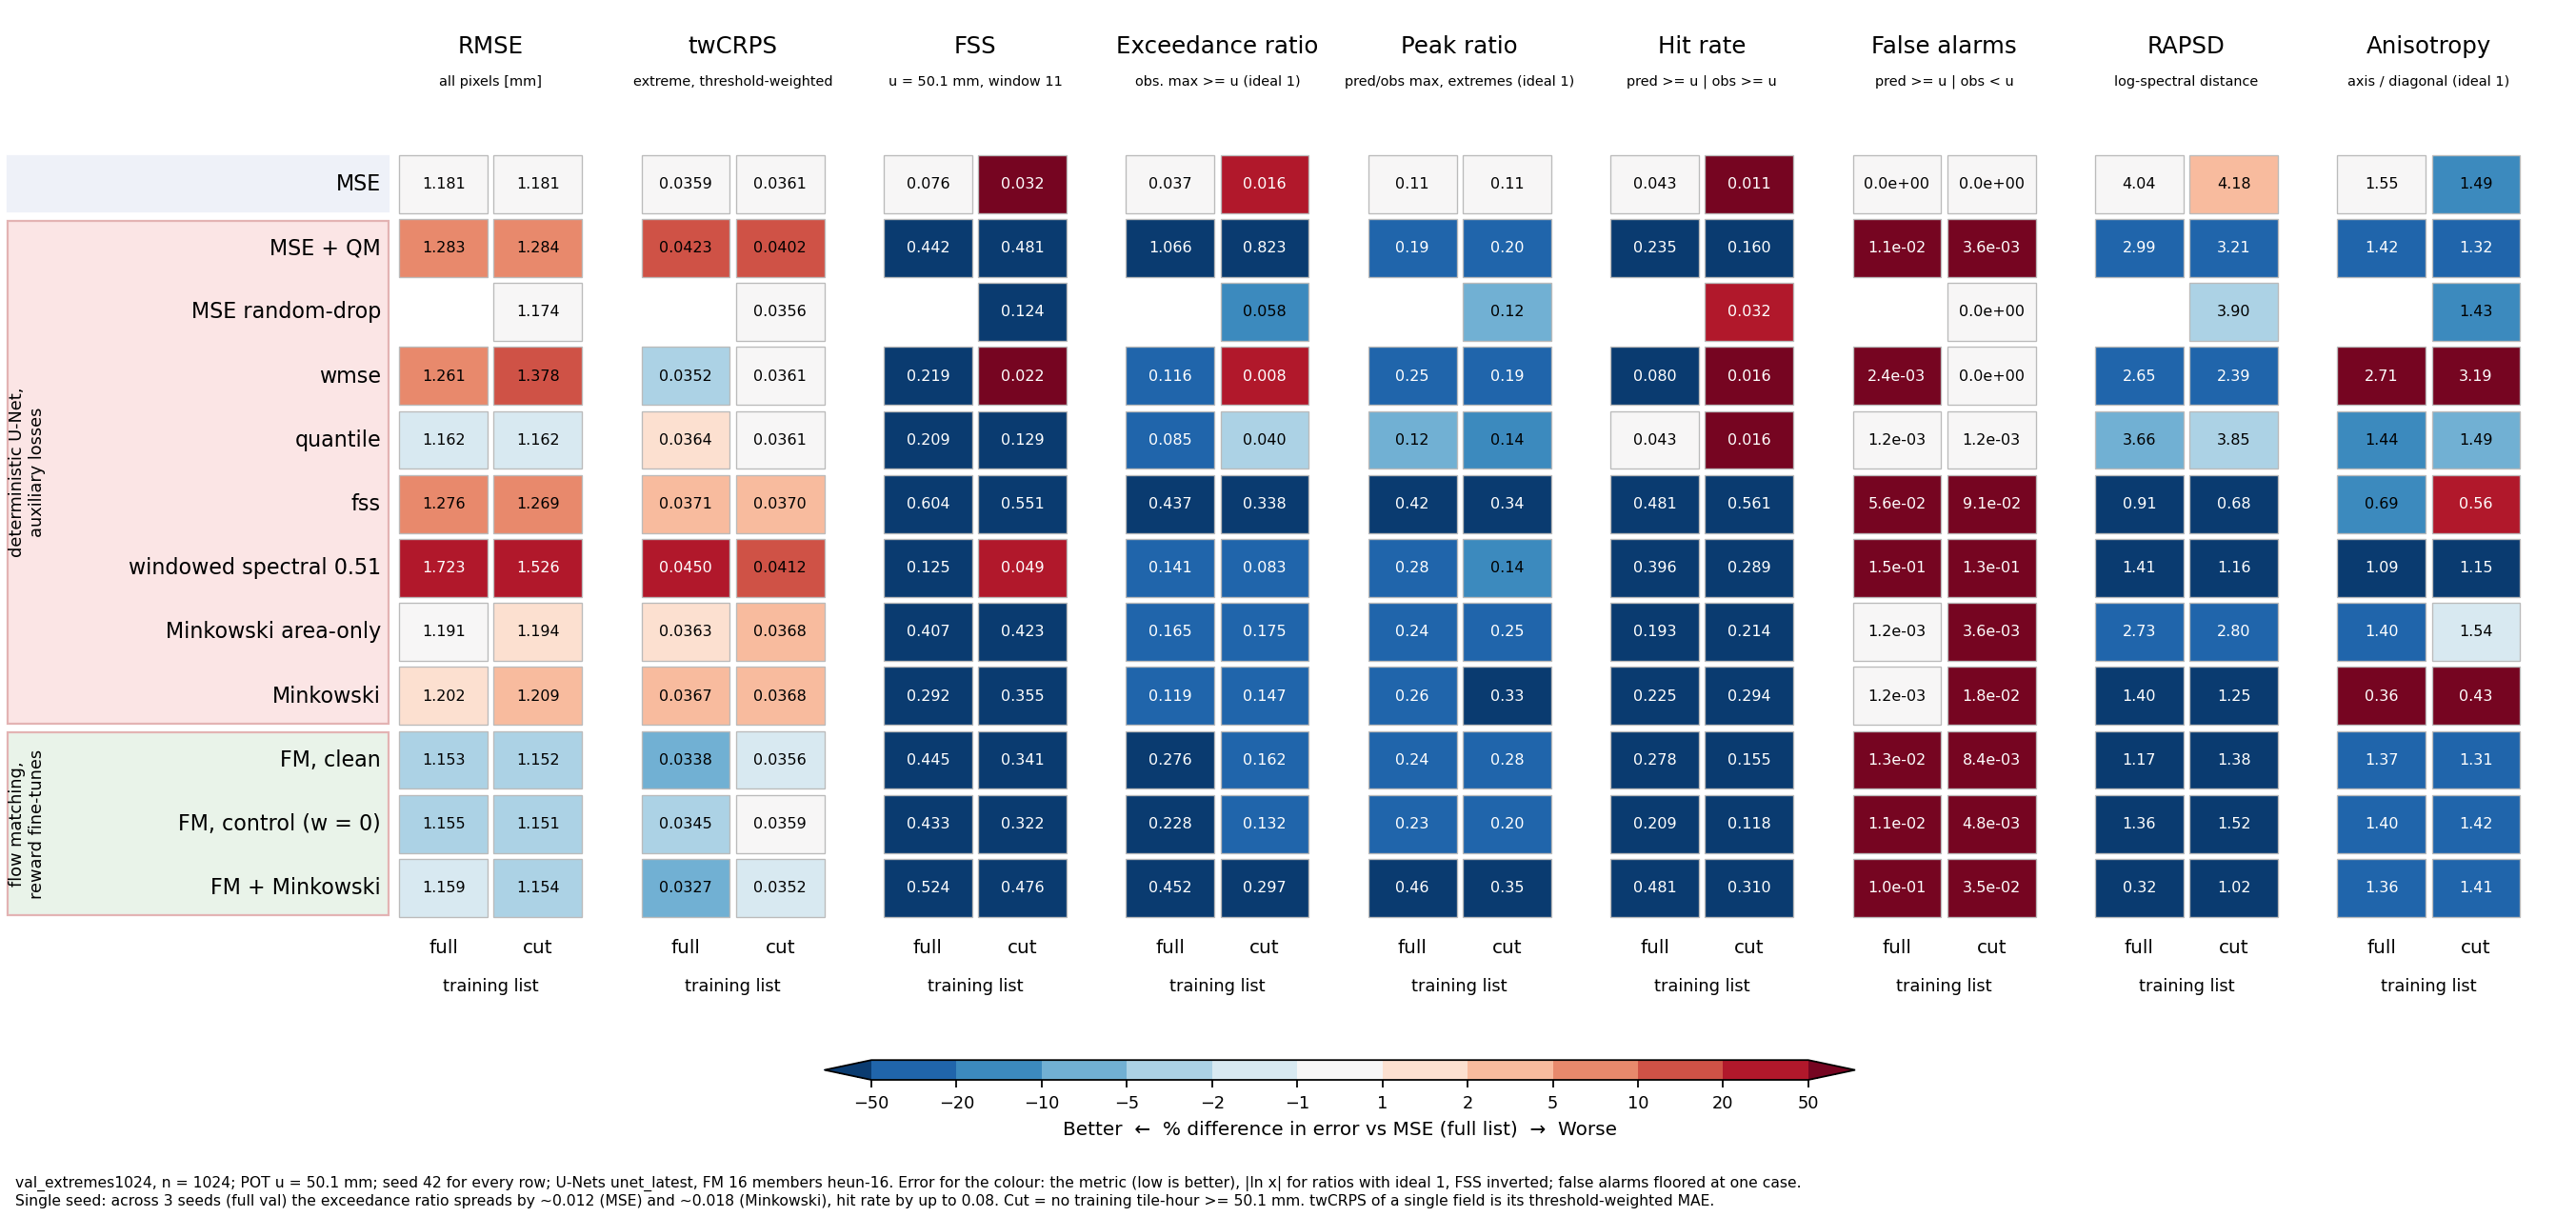 RMSE twCRPS FSS Exceedance ratio Peak ratio Hit rate False alarms RAPSD Anisotropy
all pixels [mm] extreme, threshold-weighted u = 50.1 mm, window 11 obs. max >= u (ideal 1) pred/obs max, extremes (ideal 1) pred >= u | obs >= u pred >= u | obs < u log-spectral distance axis / diagonal (ideal 1)
MSE 1.181 1.181 0.0359 0.0361 0.076 0.032 0.037 0.016 0.11 0.11 0.043 0.011 0.0e+00 0.0e+00 4.04 4.18 1.55 1.49
deterministic U-Net,
auxiliary losses
MSE + QM 1.283 1.284 0.0423 0.0402 0.442 0.481 1.066 0.823 0.19 0.20 0.235 0.160 1.1e-02 3.6e-03 2.99 3.21 1.42 1.32
MSE random-drop 1.174 0.0356 0.124 0.058 0.12 0.032 0.0e+00 3.90 1.43
wmse 1.261 1.378 0.0352 0.0361 0.219 0.022 0.116 0.008 0.25 0.19 0.080 0.016 2.4e-03 0.0e+00 2.65 2.39 2.71 3.19
quantile 1.162 1.162 0.0364 0.0361 0.209 0.129 0.085 0.040 0.12 0.14 0.043 0.016 1.2e-03 1.2e-03 3.66 3.85 1.44 1.49
fss 1.276 1.269 0.0371 0.0370 0.604 0.551 0.437 0.338 0.42 0.34 0.481 0.561 5.6e-02 9.1e-02 0.91 0.68 0.69 0.56
windowed spectral 0.51 1.723 1.526 0.0450 0.0412 0.125 0.049 0.141 0.083 0.28 0.14 0.396 0.289 1.5e-01 1.3e-01 1.41 1.16 1.09 1.15
Minkowski area-only 1.191 1.194 0.0363 0.0368 0.407 0.423 0.165 0.175 0.24 0.25 0.193 0.214 1.2e-03 3.6e-03 2.73 2.80 1.40 1.54
Minkowski 1.202 1.209 0.0367 0.0368 0.292 0.355 0.119 0.147 0.26 0.33 0.225 0.294 1.2e-03 1.8e-02 1.40 1.25 0.36 0.43
flow matching,
reward fine-tunes
FM, clean 1.153 1.152 0.0338 0.0356 0.445 0.341 0.276 0.162 0.24 0.28 0.278 0.155 1.3e-02 8.4e-03 1.17 1.38 1.37 1.31
FM, control (w = 0) 1.155 1.151 0.0345 0.0359 0.433 0.322 0.228 0.132 0.23 0.20 0.209 0.118 1.1e-02 4.8e-03 1.36 1.52 1.40 1.42
FM + Minkowski 1.159 1.154 0.0327 0.0352 0.524 0.476 0.452 0.297 0.46 0.35 0.481 0.310 1.0e-01 3.5e-02 0.32 1.02 1.36 1.41
full cut full cut full cut full cut full cut full cut full cut full cut full cut
training list training list training list training list training list training list training list training list training list
−50 −20 −10 −5 −2 −1 1 2 5 10 20 50
Better ← % difference in error vs MSE (full list) → Worse
val_extremes1024, n = 1024; POT u = 50.1 mm; seed 42 for every row; U-Nets unet_latest, FM 16 members heun-16. Error for the colour: the metric (low is better), |ln x| for ratios with ideal 1, FSS inverted; false alarms floored at one case.
Single seed: across 3 seeds (full val) the exceedance ratio spreads by ~0.012 (MSE) and ~0.018 (Minkowski), hit rate by up to 0.08. Cut = no training tile-hour >= 50.1 mm. twCRPS of a single field is its threshold-weighted MAE.